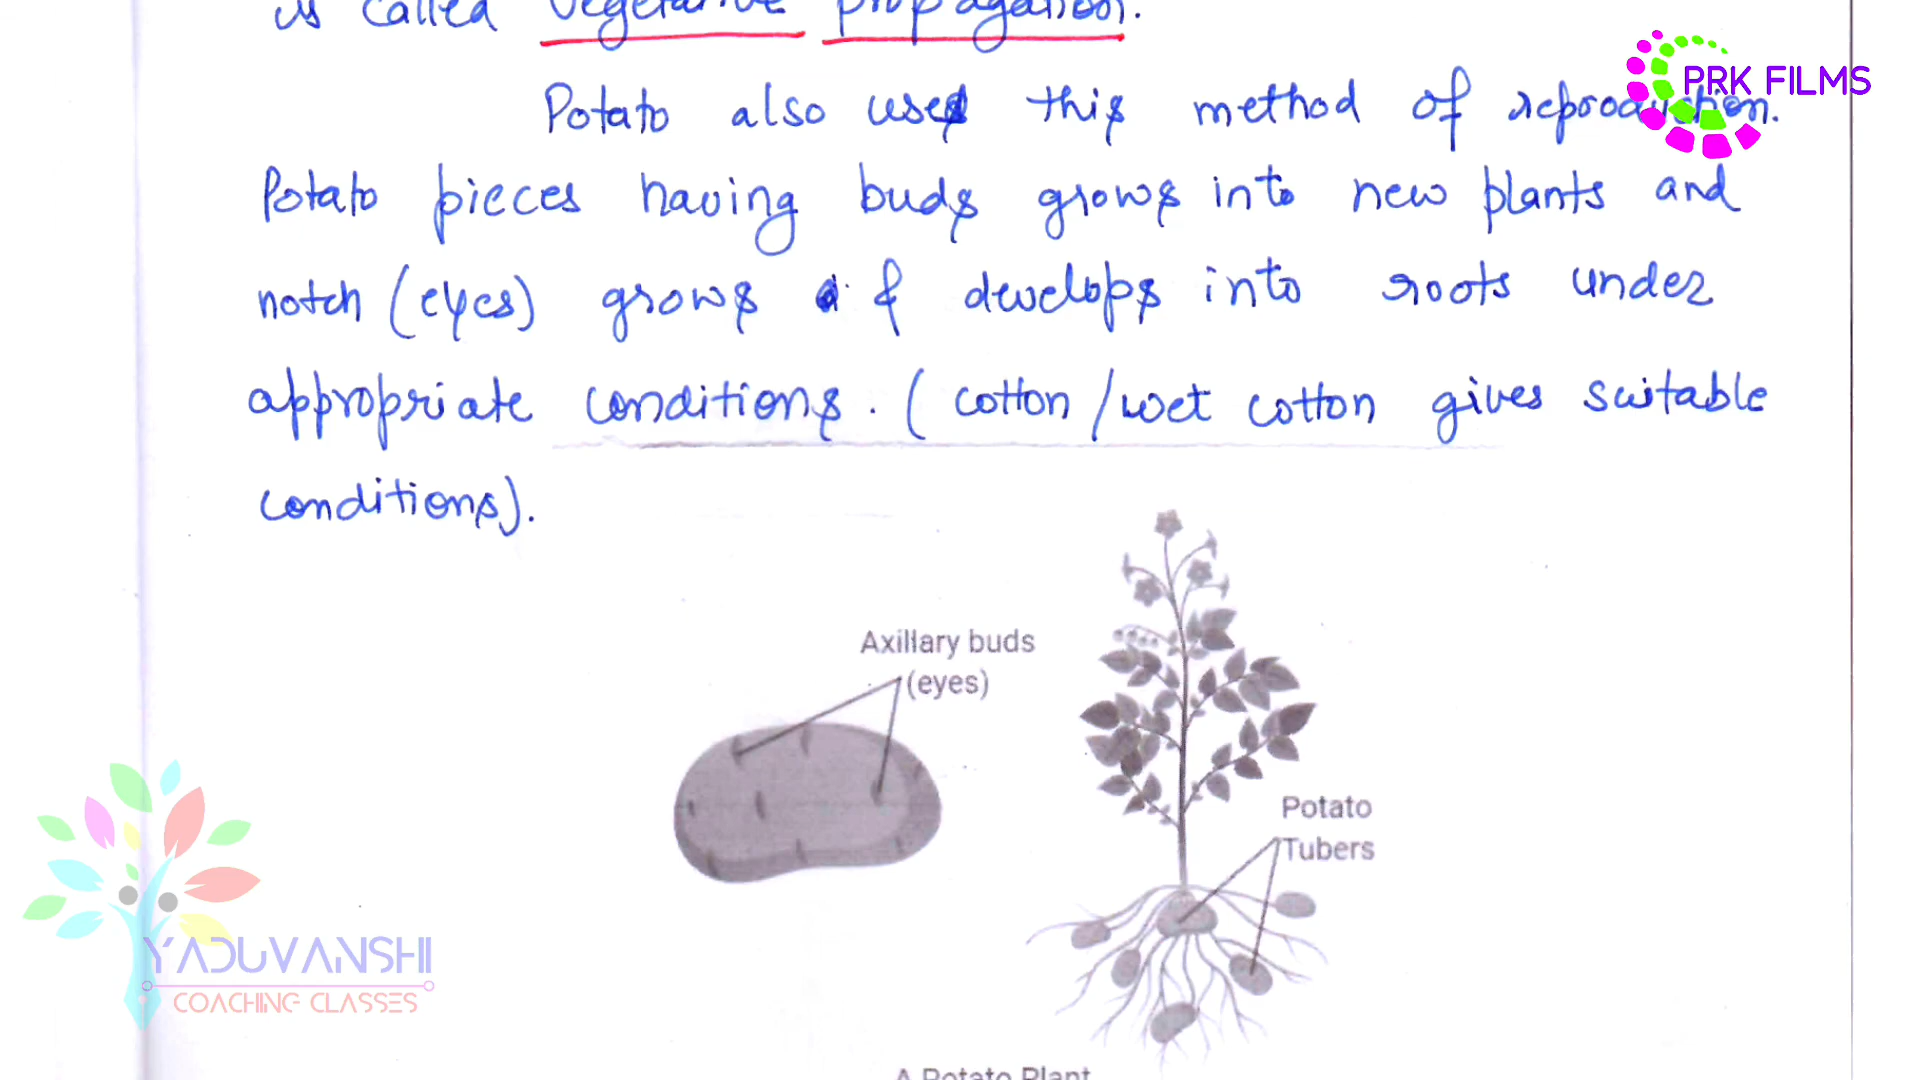 is called vegetative propagation.
Potato also uses this method of reproduction.
Potato pieces having buds grows into new plants and
notch (eyes) grows & develops into roots under
appropriate conditions. ( cotton / wet cotton gives suitable
conditions).
PRK FILMS
Axillary buds
(eyes)
Potato
Tubers
A Potato Plant
YADUVANSHI
COACHING CLASSES